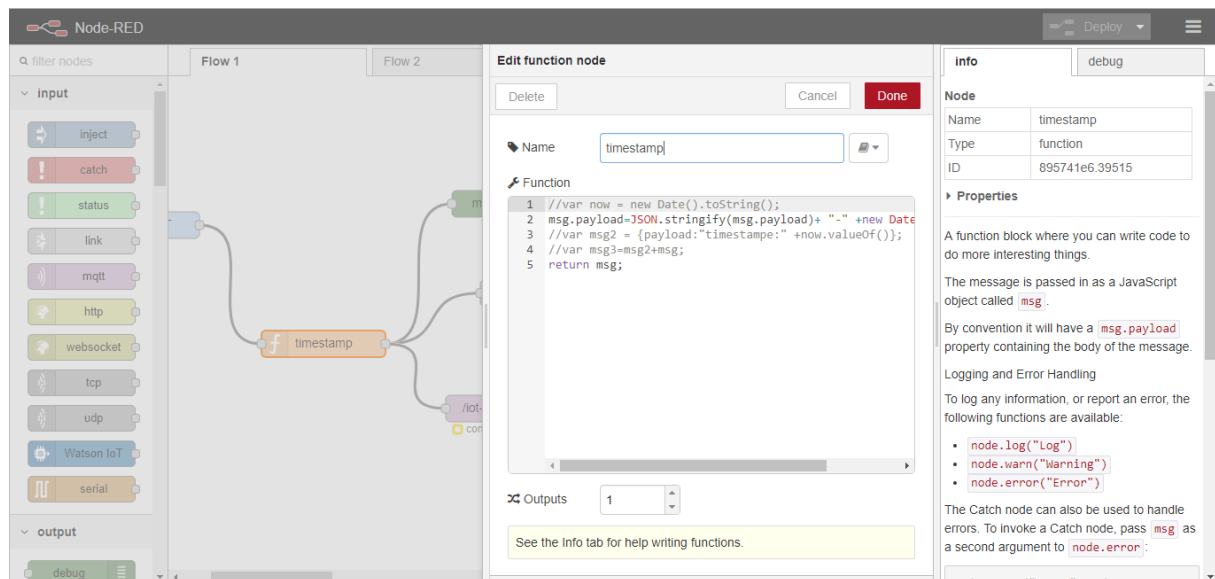 Node-RED
Deploy
filter nodes
Flow 1
Flow 2
Edit function node
info
debug
input
inject
catch
status
link
mqtt
http
websocket
tcp
udp
Watson IoT
serial
output
debug
m
timestamp
/iot-
con
Delete
Cancel
Done
Name
timestamp
Function
1 //var now = new Date().toString();
2 msg.payload=JSON.stringify(msg.payload)+ "-" +new Date
3 //var msg2 = {payload:"timestampe:" +now.valueOf()};
4 //var msg3=msg2+msg;
5 return msg;
Outputs
1
See the Info tab for help writing functions.
Node
Name timestamp
Type function
ID 895741e6.39515
Properties
A function block where you can write code to
do more interesting things.
The message is passed in as a JavaScript
object called msg .
By convention it will have a msg.payload
property containing the body of the message.
Logging and Error Handling
To log any information, or report an error, the
following functions are available:
node.log("Log")
node.warn("Warning")
node.error("Error")
The Catch node can also be used to handle
errors. To invoke a Catch node, pass msg as
a second argument to node.error :